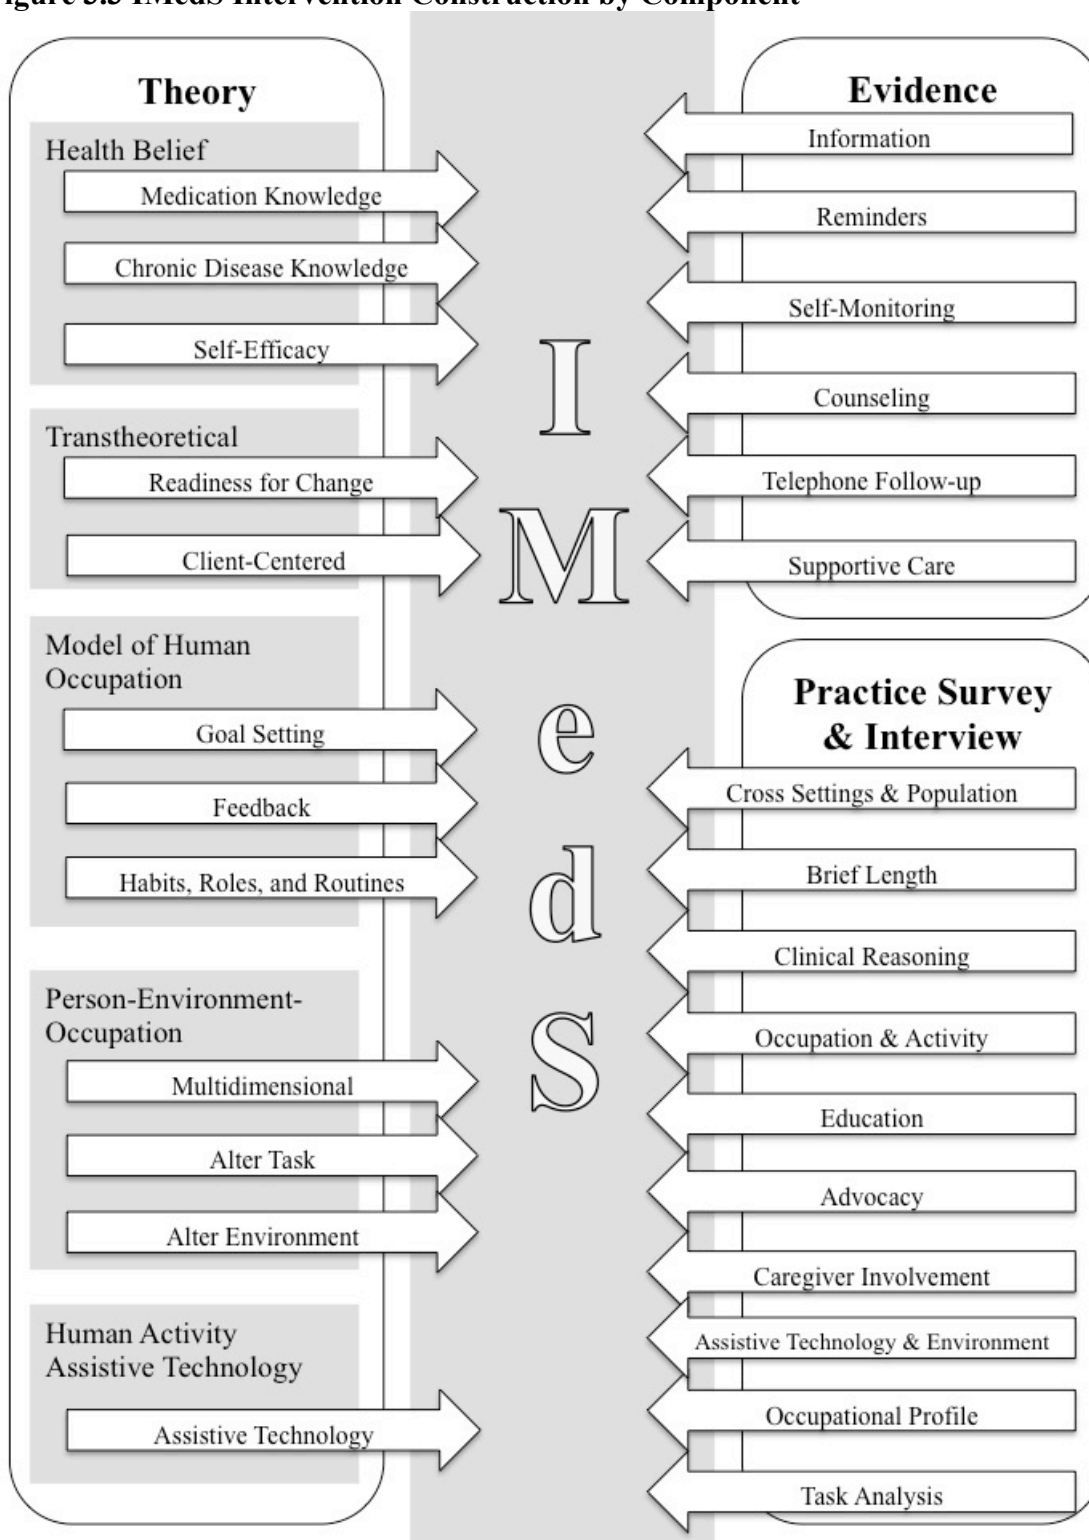 igure 3.3 IMedS Intervention Construction by Component
Theory
Health Belief
Medication Knowledge
Chronic Disease Knowledge
Self-Efficacy
Transtheoretical
Readiness for Change
Client-Centered
Model of Human
Occupation
Goal Setting
Feedback
Habits, Roles, and Routines
Person-Environment-
Occupation
Multidimensional
Alter Task
Alter Environment
Human Activity
Assistive Technology
Assistive Technology
I
M
e
d
S
Evidence
Information
Reminders
Self-Monitoring
Counseling
Telephone Follow-up
Supportive Care
Practice Survey
& Interview
Cross Settings & Population
Brief Length
Clinical Reasoning
Occupation & Activity
Education
Advocacy
Caregiver Involvement
Assistive Technology & Environment
Occupational Profile
Task Analysis